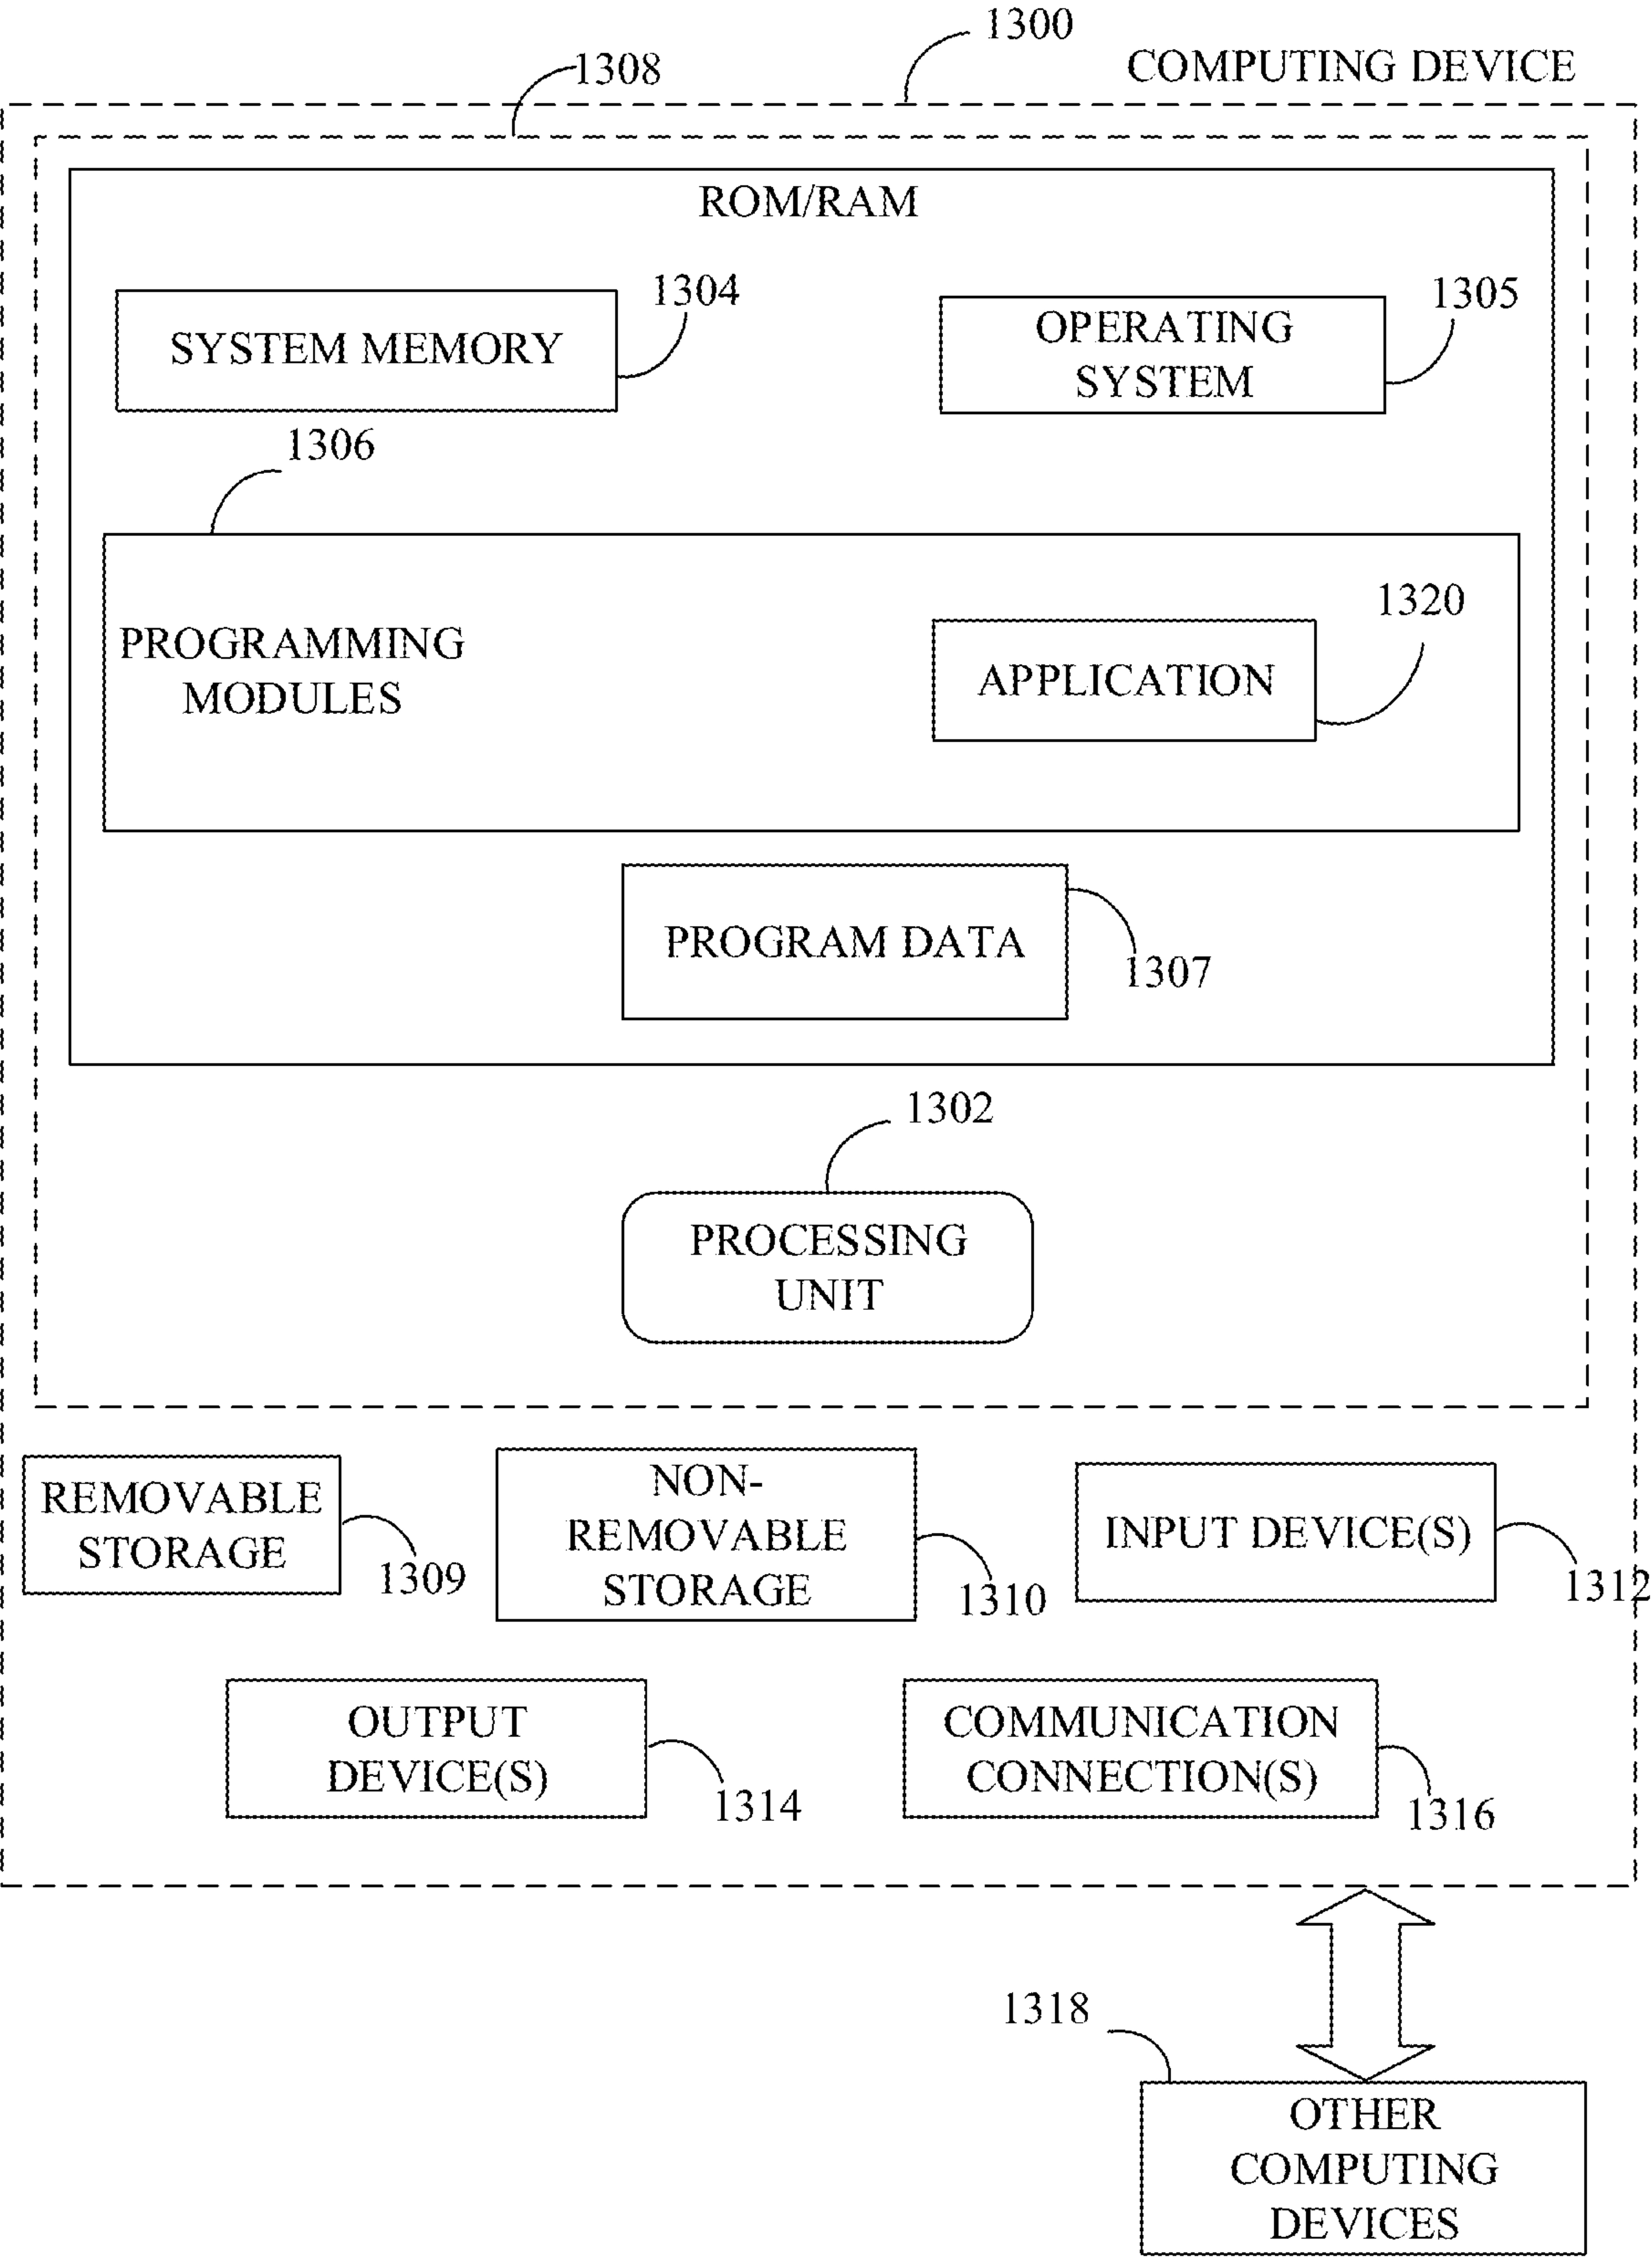 1300
COMPUTING DEVICE
1308
ROM/RAM
SYSTEM MEMORY
1304
OPERATING
SYSTEM
1305
1306
PROGRAMMING
MODULES
APPLICATION
1320
PROGRAM DATA
1307
1302
PROCESSING
UNIT
REMOVABLE
STORAGE
1309
NON-
REMOVABLE
STORAGE
1310
INPUT DEVICE(S)
1312
OUTPUT
DEVICE(S)
1314
COMMUNICATION
CONNECTION(S)
1316
1318
OTHER
COMPUTING
DEVICES